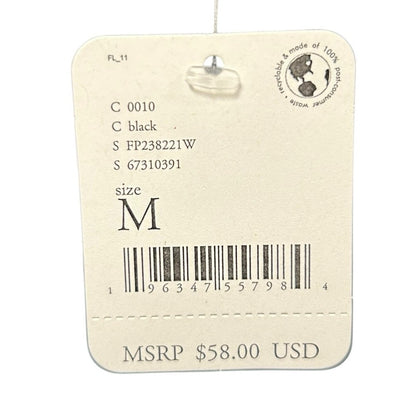 FL_11
recyclable & made of 100% post-consumer waste •
C 0010
C black
S FP238221W
S 67310391
size
M
1 96347 55798 4
MSRP $58.00 USD